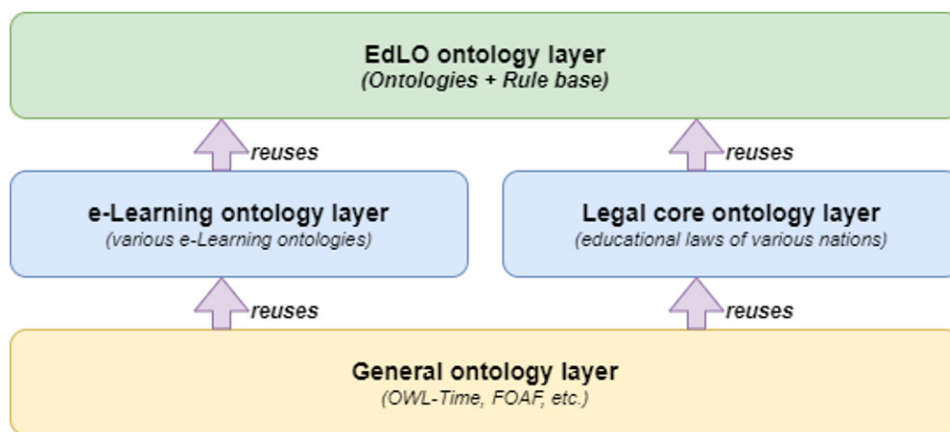 EdLO ontology layer
(Ontologies + Rule base)
reuses
reuses
e-Learning ontology layer
(various e-Learning ontologies)
Legal core ontology layer
(educational laws of various nations)
reuses
reuses
General ontology layer
(OWL-Time, FOAF, etc.)